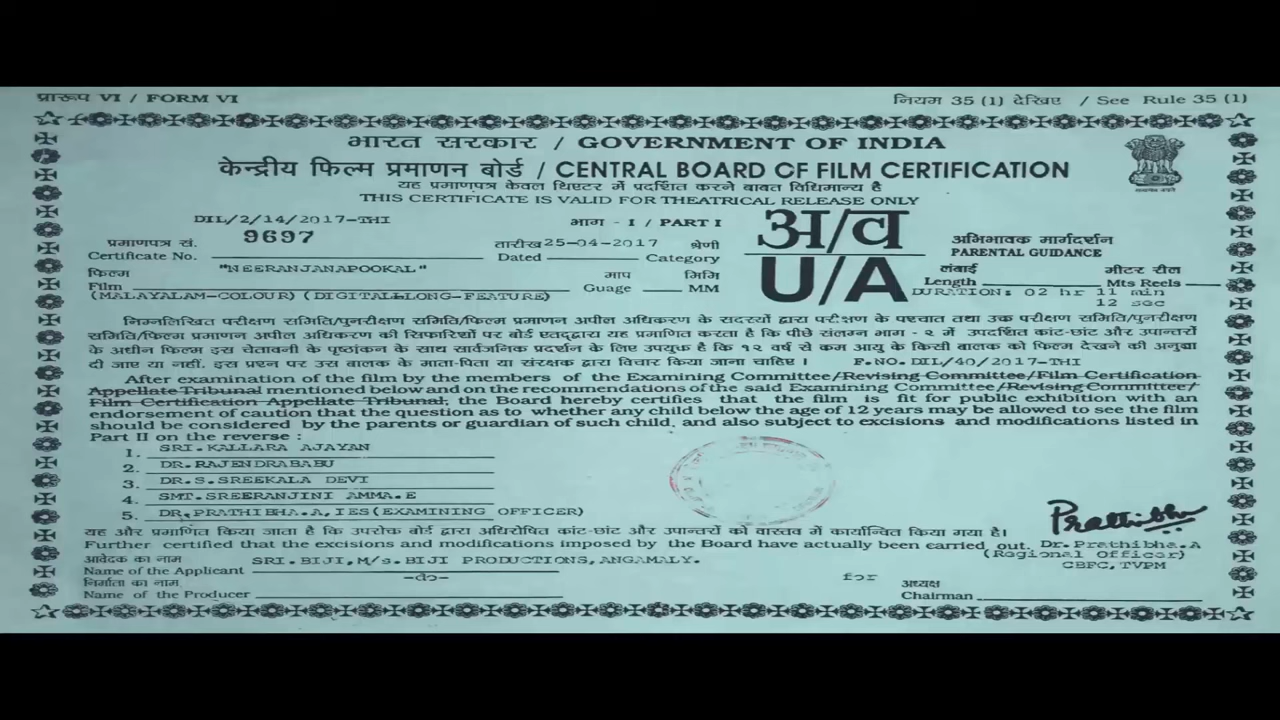 प्रारूप VI / FORM VI
नियम 35 (1) देखिए / See Rule 35 (1)
भारत सरकार / GOVERNMENT OF INDIA
केन्द्रीय फिल्म प्रमाणन बोर्ड / CENTRAL BOARD OF FILM CERTIFICATION
यह प्रमाणपत्र केवल थिएटर में प्रदर्शित करने बाबत विधिमान्य है
THIS CERTIFICATE IS VALID FOR THEATRICAL RELEASE ONLY
DIL/2/14/2017-THI
भाग - I / PART I
अ/व
9697
प्रमाणपत्र सं.
तारीख 25-04-2017 श्रेणी
अभिभावक मार्गदर्शन
Certificate No.
Dated
Category
U/A
PARENTAL GUIDANCE
फिल्म "NEERANJANAPOOKAL"
माप मिमि
लंबाई मीटर रील
Film
Guage MM
Length Mts Reels
(MALAYALAM-COLOUR) (DIGITAL-LONG-FEATURE)
DURATION: 02 hr 11 min
12 sec
निम्नलिखित परीक्षण समिति/पुनरीक्षण समिति/फिल्म प्रमाणन अपील अधिकरण के सदस्यों द्वारा परीक्षण के पश्चात तथा उक्त परीक्षण समिति/पुनरीक्षण
समिति/फिल्म प्रमाणन अपील अधिकरण की सिफारिशों पर बोर्ड एतद्द्वारा यह प्रमाणित करता है कि पीछे संलग्न भाग - २ में उपदर्शित कांट-छांट और उपान्तरों
के अधीन फिल्म इस चेतावनी के पृष्ठांकन के साथ सार्वजनिक प्रदर्शन के लिए उपयुक्त है कि १२ वर्ष से कम आयु के किसी बालक को फिल्म देखने की अनुज्ञा
दी जाए या नहीं, इस प्रश्न पर उस बालक के माता-पिता या संरक्षक द्वारा विचार किया जाना चाहिए । F.NO.DIL/40/2017-THI
After examination of the film by the members of the Examining Committee/Revising Committee/Film Certification
Appellate Tribunal mentioned below and on the recommendations of the said Examining Committee/Revising Committee/
Film Certification Appellate Tribunal, the Board hereby certifies that the film is fit for public exhibition with an
endorsement of caution that the question as to whether any child below the age of 12 years may be allowed to see the film
should be considered by the parents or guardian of such child, and also subject to excisions and modifications listed in
Part II on the reverse :
1. SRI.KALLARA AJAYAN
2. DR.RAJENDRABABU
3. DR.S.SREEKALA DEVI
4. SMT.SREERANJINI AMMA.E
5. DR.PRATHIBHA.A,IES(EXAMINING OFFICER)
Prathibha
यह और प्रमाणित किया जाता है कि उपरोक्त बोर्ड द्वारा अधिरोपित कांट-छांट और उपान्तरों को वास्तव में कार्यान्वित किया गया है।
Further certified that the excisions and modifications imposed by the Board have actually been carried out.
Dr.Prathibha.A
(Regional Officer)
CBFC,TVPM
आवेदक का नाम
Name of the Applicant
SRI.BIJI,M/s.BIJI PRODUCTIONS,ANGAMALY.
निर्माता का नाम
-do-
Name of the Producer
for
अध्यक्ष
Chairman